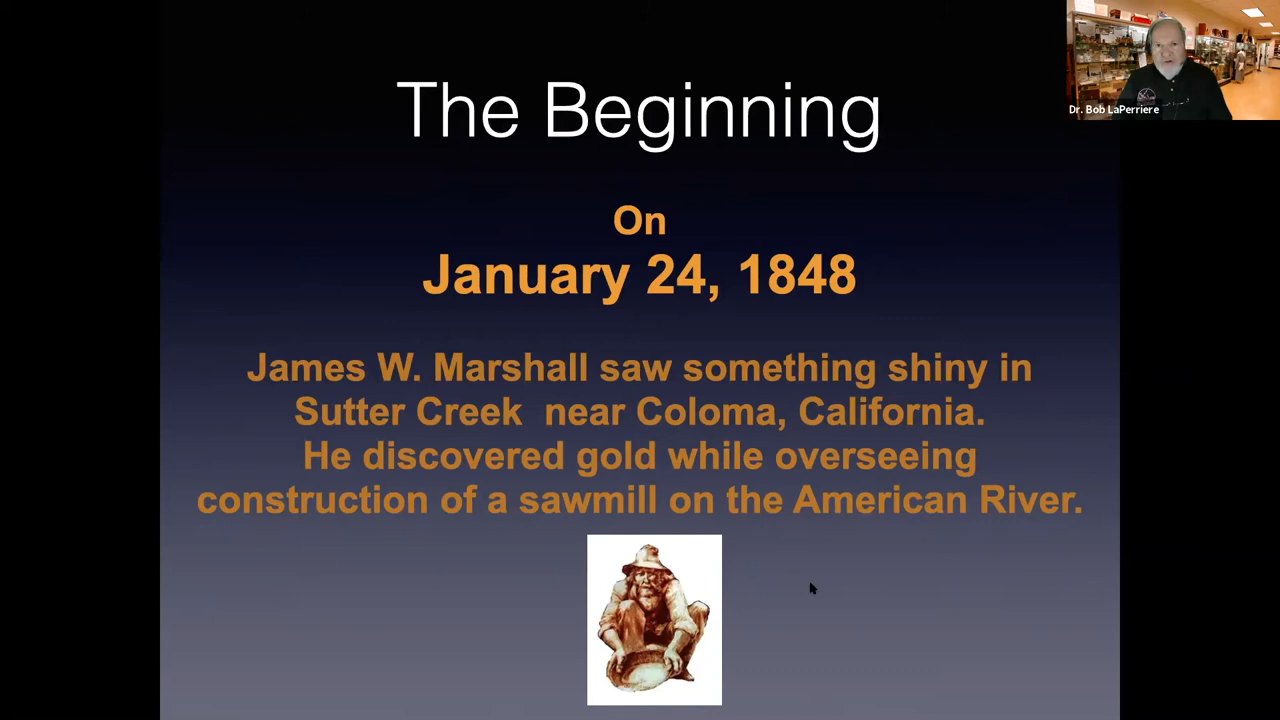 The Beginning
Dr. Bob LaPerriere
On
January 24, 1848
James W. Marshall saw something shiny in
Sutter Creek  near Coloma, California.
He discovered gold while overseeing
construction of a sawmill on the American River.